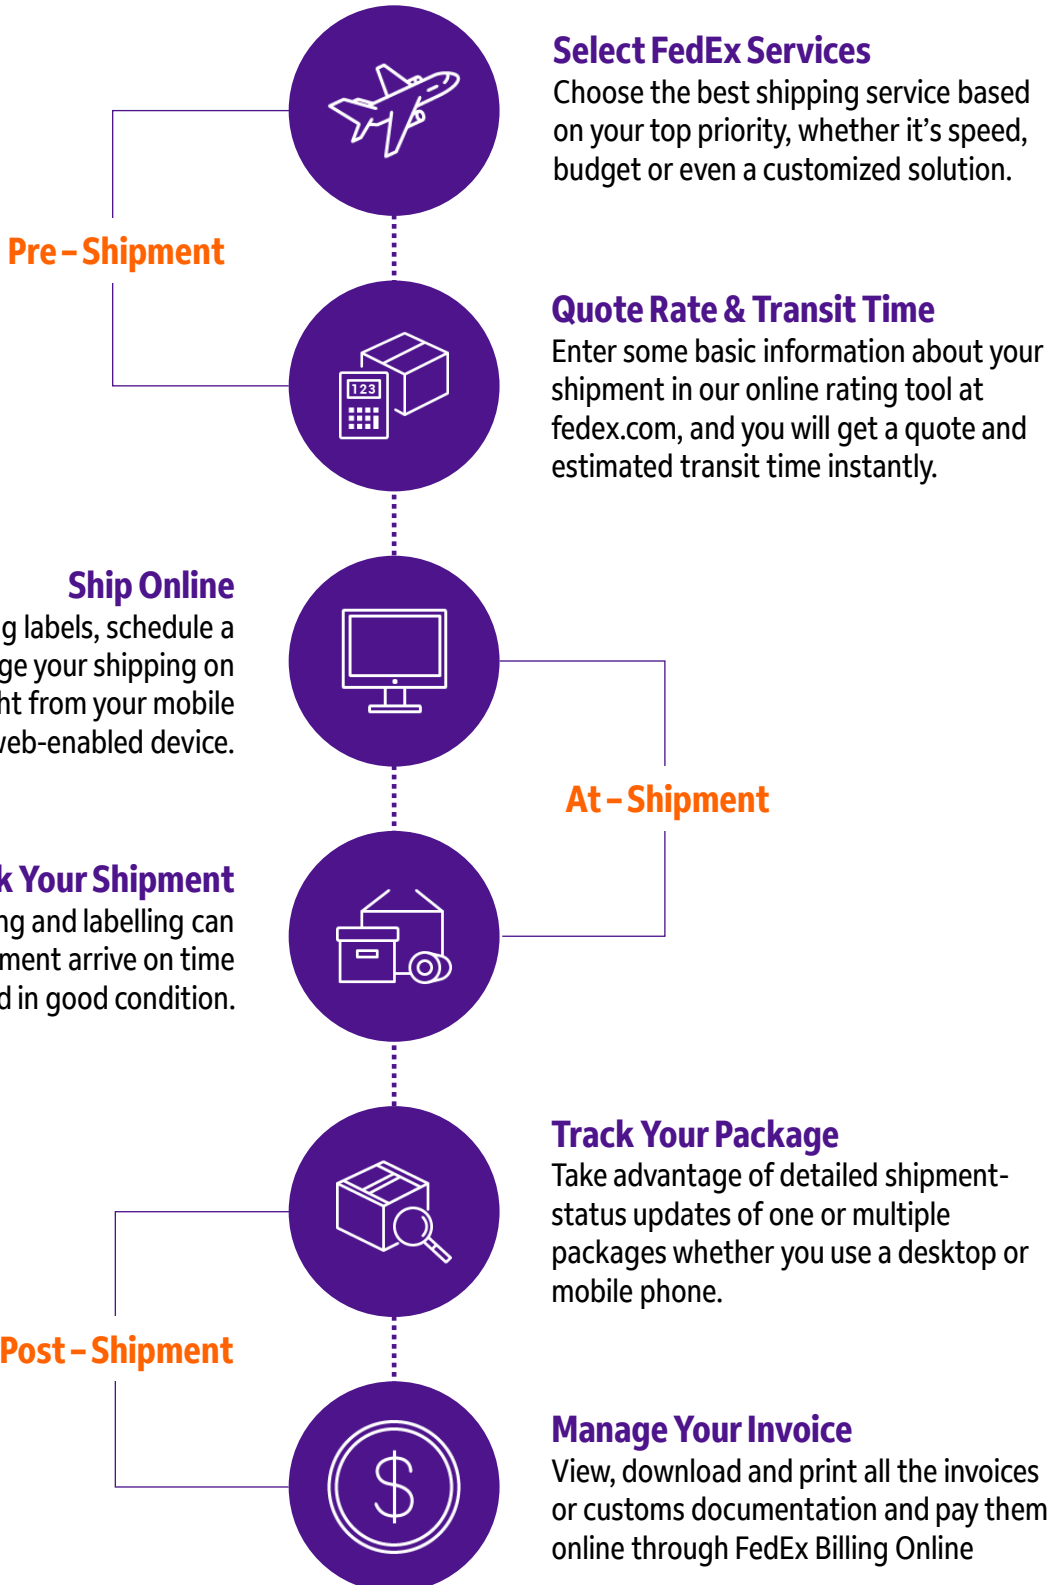 Select FedEx Services
Choose the best shipping service based
on your top priority, whether it's speed,
budget or even a customized solution.
Pre – Shipment
Quote Rate & Transit Time
Enter some basic information about your
shipment in our online rating tool at
fedex.com, and you will get a quote and
estimated transit time instantly.
123
Ship Online
labels, schedule a
your shipping on
from your mobile
web-enabled device.
At – Shipment
Your Shipment
and labelling can
arrive on time
in good condition.
Track Your Package
Take advantage of detailed shipment-
status updates of one or multiple
packages whether you use a desktop or
mobile phone.
Post – Shipment
$
Manage Your Invoice
View, download and print all the invoices
or customs documentation and pay them
online through FedEx Billing Online